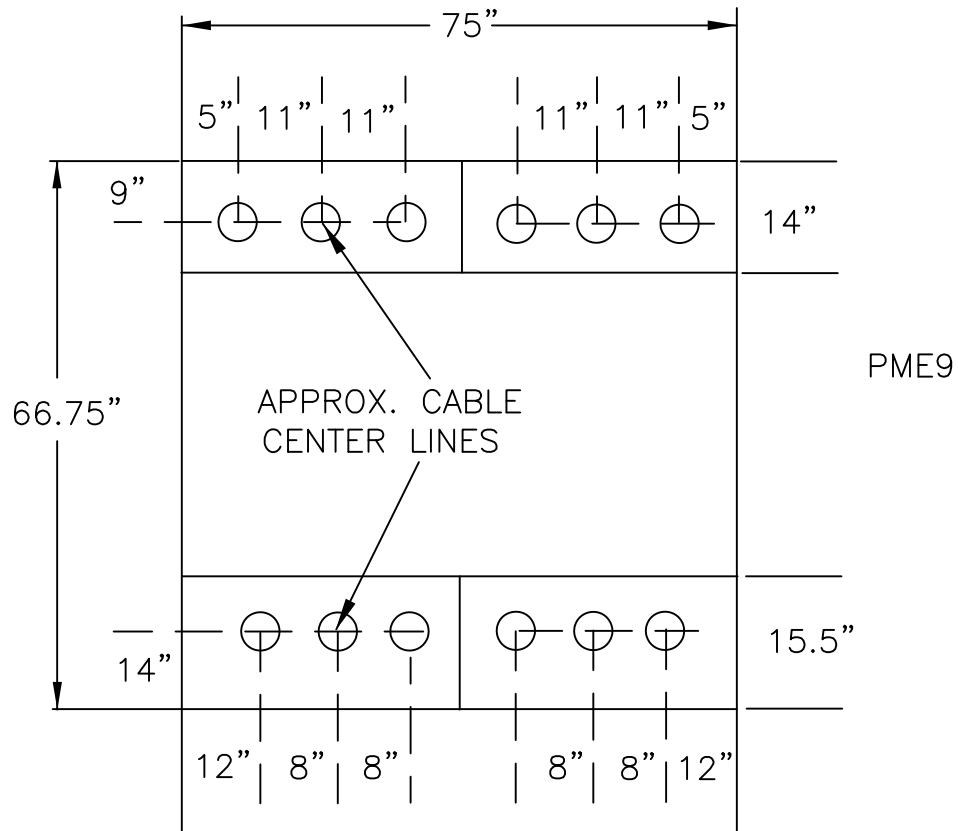 75”
5” 11” 11” 11” 11” 5”
9”
14”
PME9
66.75”
APPROX. CABLE
CENTER LINES
15.5”
14”
12” 8” 8” 8” 8” 12”